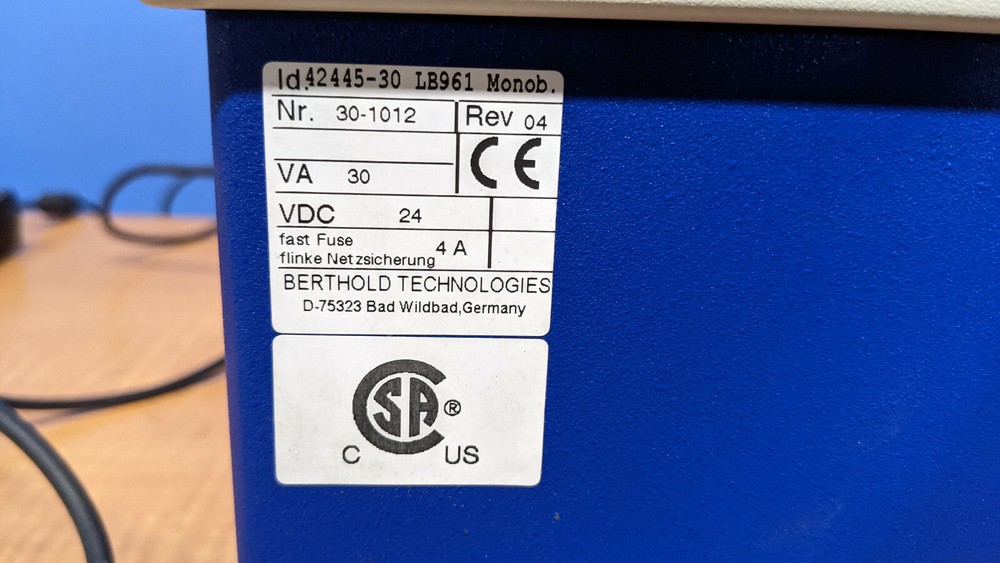 Id.42445-30 LB961 Monob.
Nr. 30-1012 Rev 04
CE
VA 30
VDC 24
fast Fuse
flinke Netzsicherung 4 A
BERTHOLD TECHNOLOGIES
D-75323 Bad Wildbad,Germany
CSA®
C US